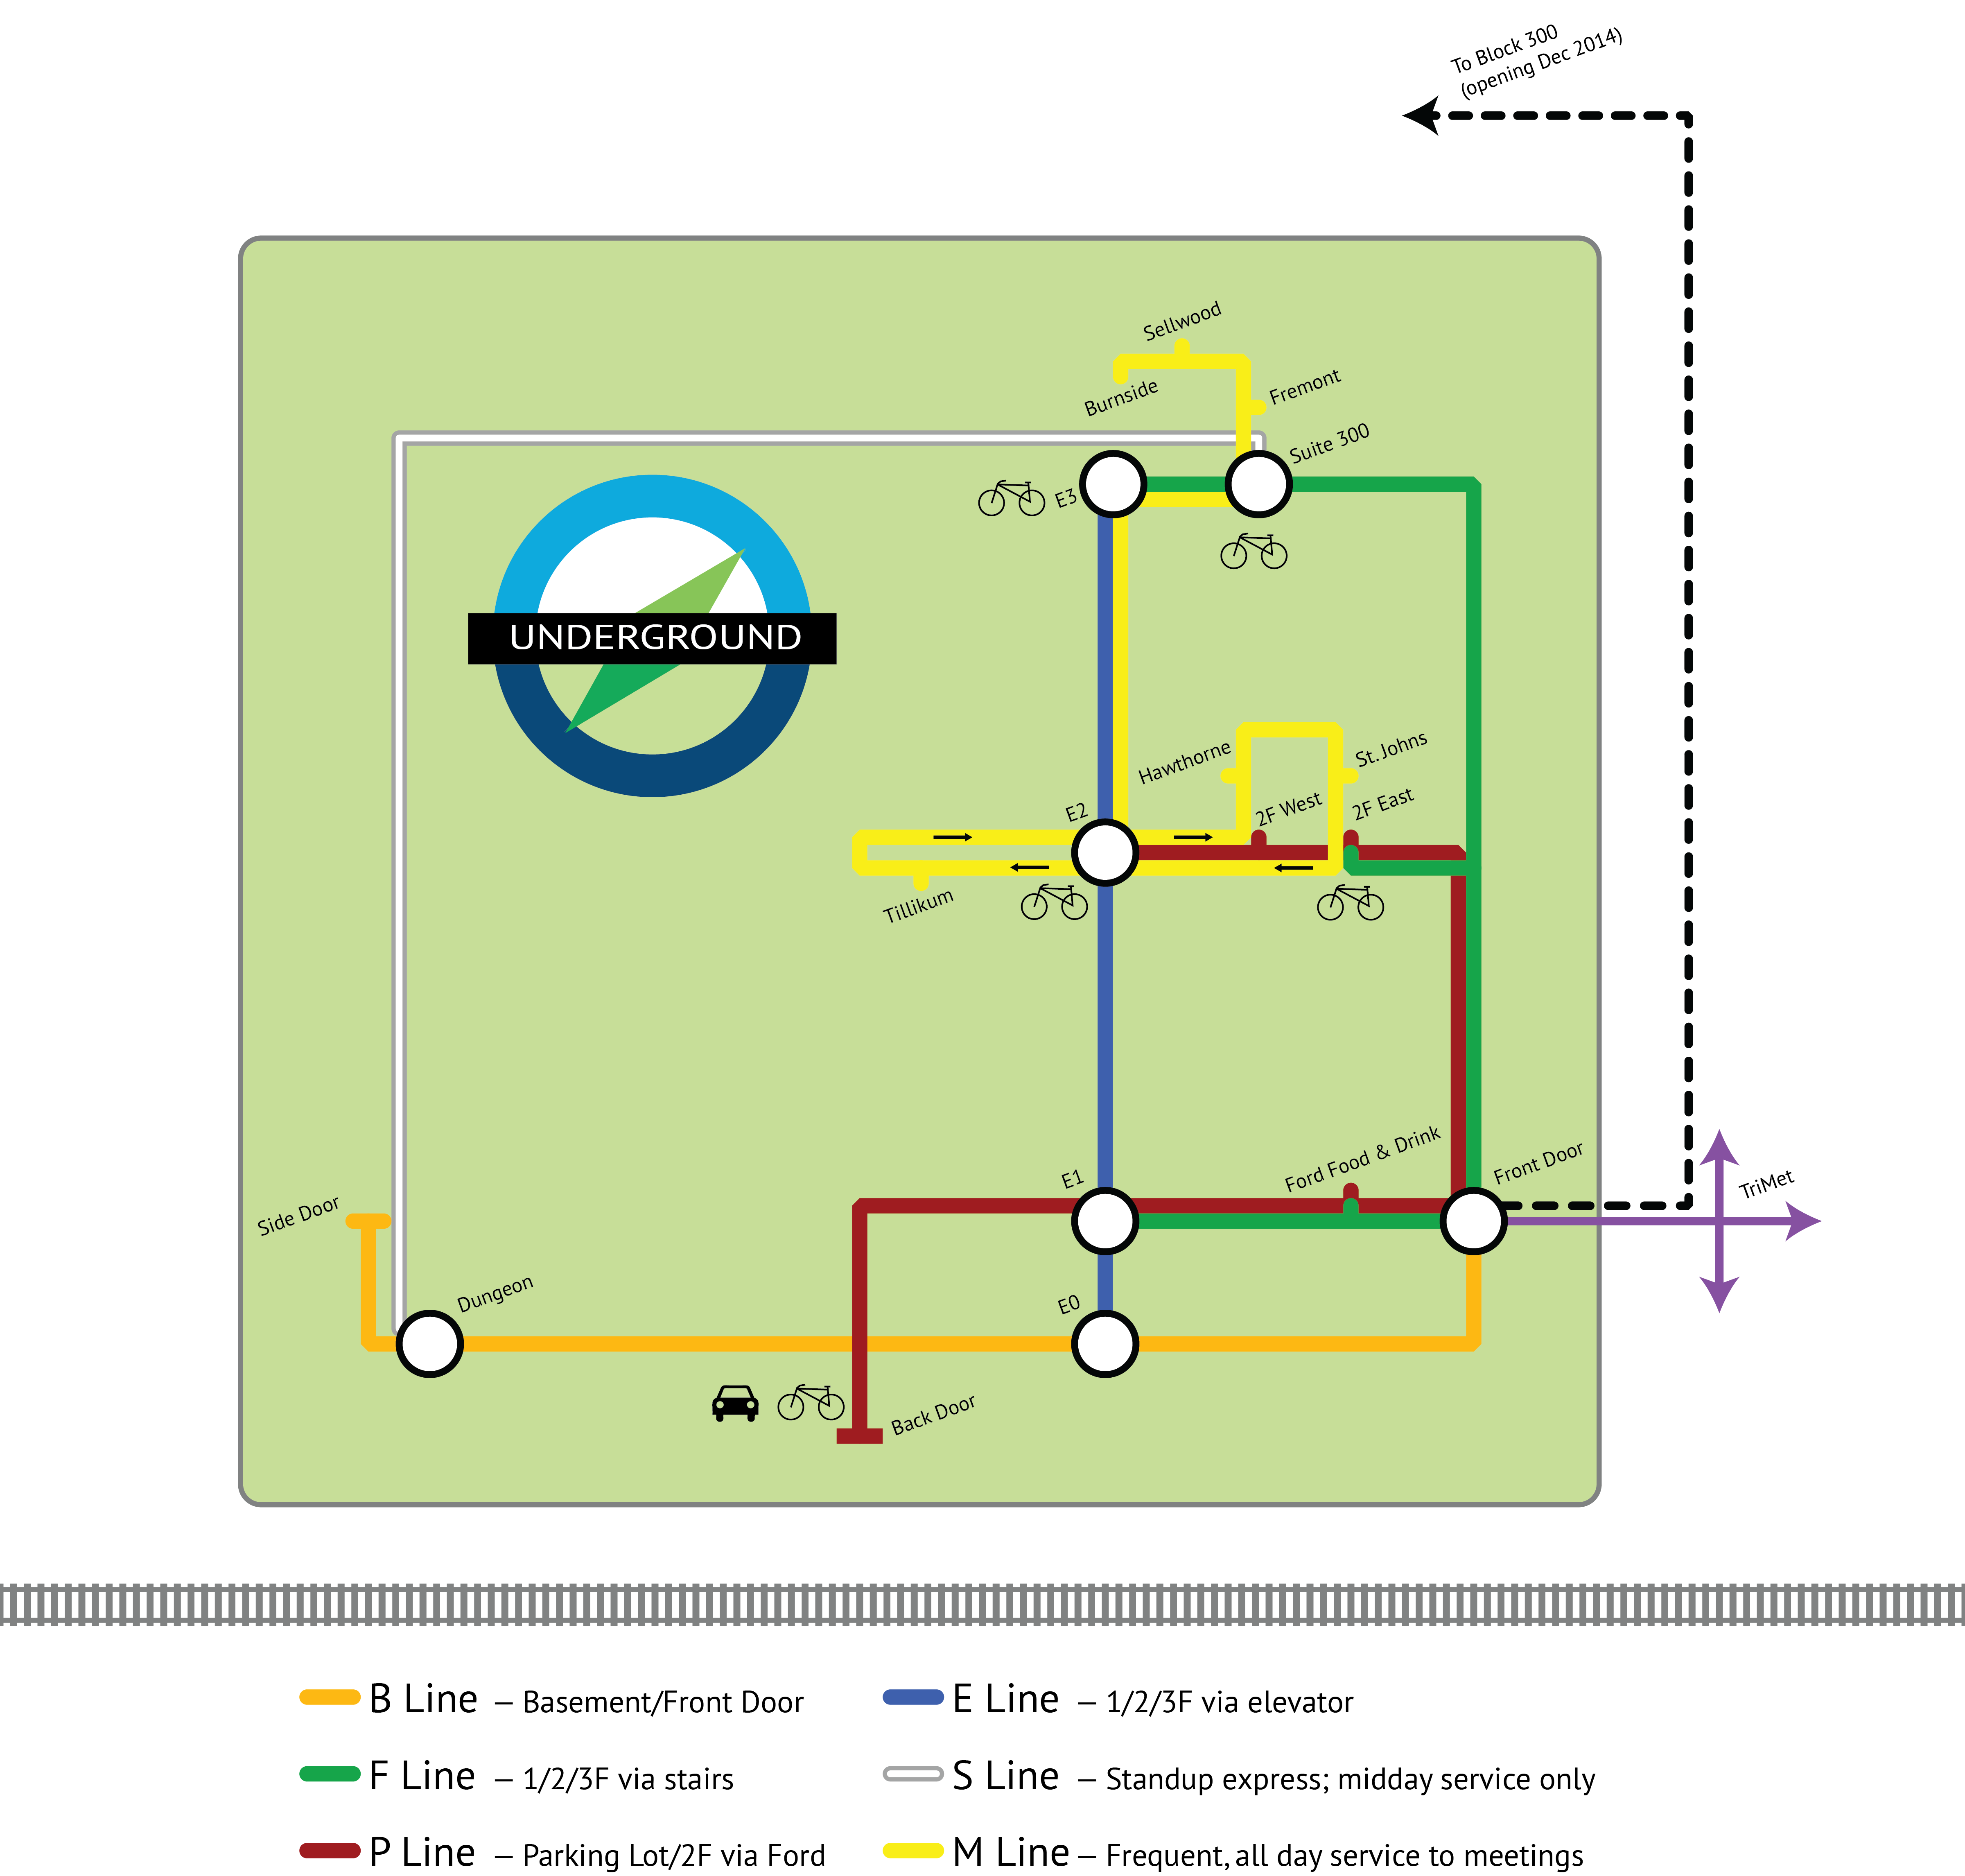 To Block 300
(opening Dec 2014)
Sellwood
Burnside
Fremont
Suite 300
E3
UNDERGROUND
Hawthorne
St. Johns
2F West
2F East
E2
Tillikum
Ford Food & Drink
E1
Front Door
TriMet
Side Door
Dungeon
E0
Back Door
B Line – Basement/Front Door
F Line – 1/2/3F via stairs
P Line – Parking Lot/2F via Ford
E Line – 1/2/3F via elevator
S Line – Standup express; midday service only
M Line – Frequent, all day service to meetings